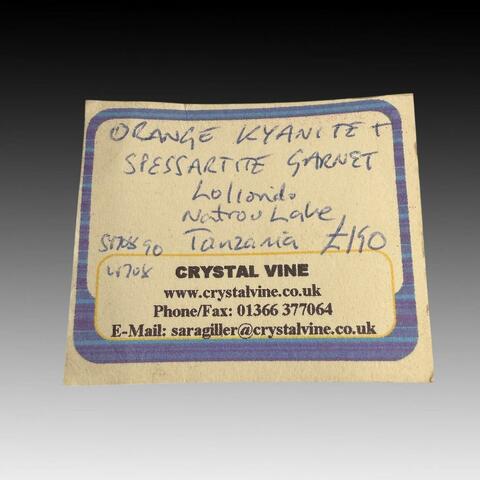 ORANGE KYANITE +
SPESSARTITE GARNET
Loliondo
Natron Lake
Tanzania £190
CRYSTAL VINE
www.crystalvine.co.uk
Phone/Fax: 01366 377064
E-Mail: saragiller@crystalvine.co.uk